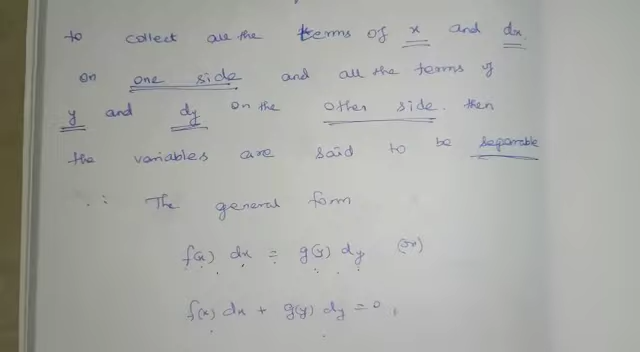 to collect all the terms of x and dx
on one side and all the terms of
y and dy on the other side. then
the variables are said to be separable
∴ The general form
f(x) dx = g(y) dy (or)
f(x) dx + g(y) dy = 0,